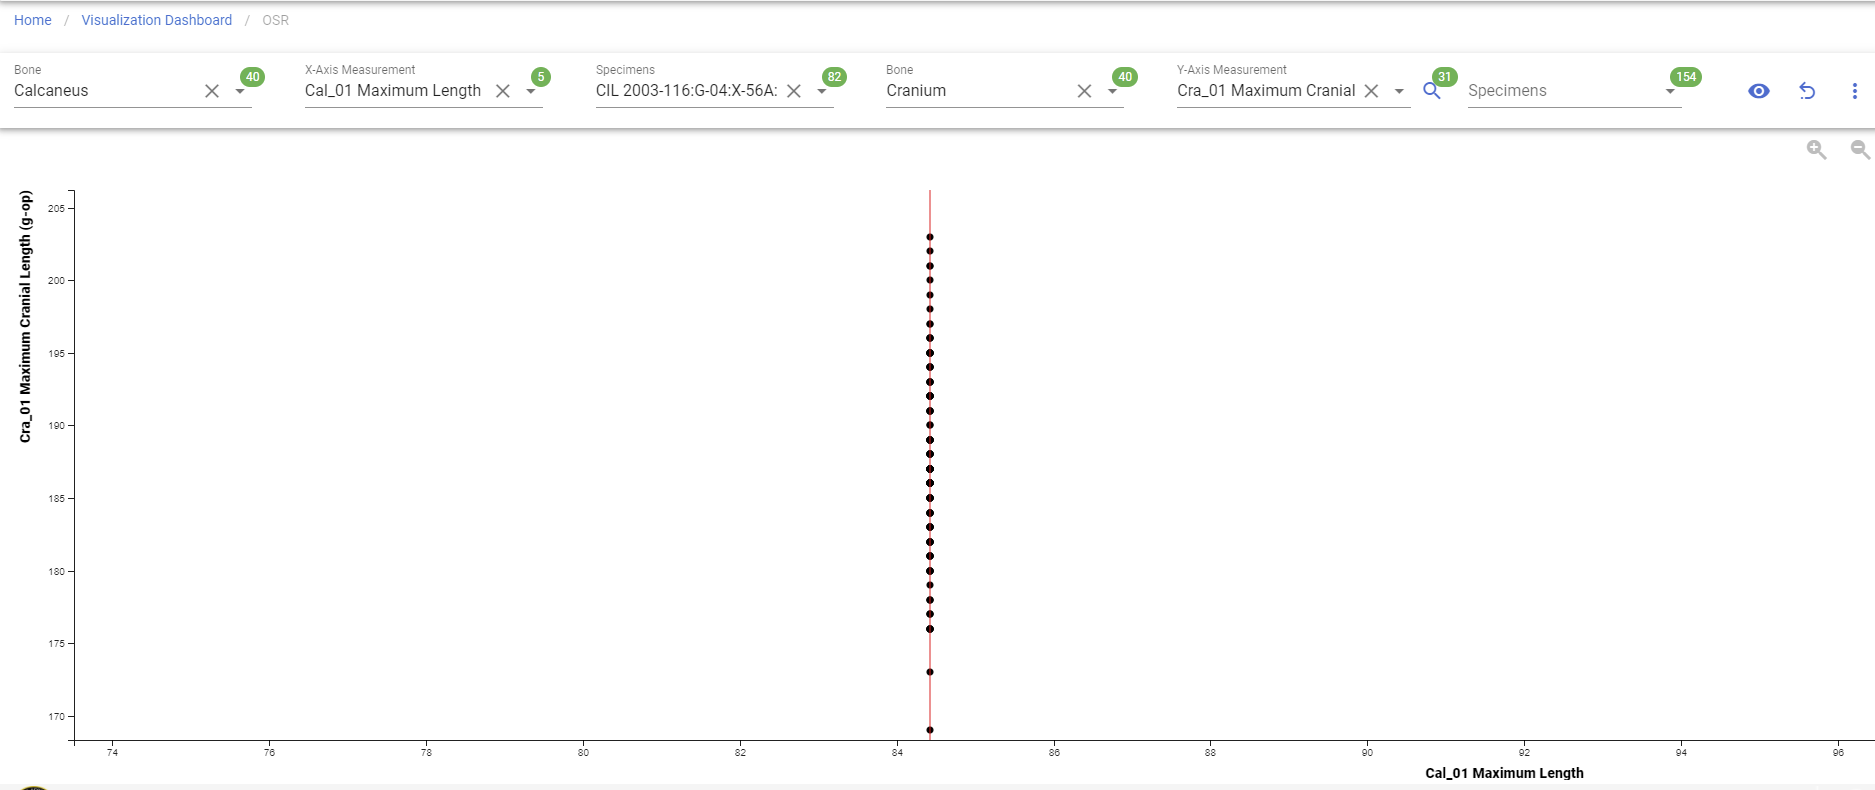 Home / Visualization Dashboard / OSR
Bone
Calcaneus
40
X-Axis Measurement
Cal_01 Maximum Length
5
Specimens
CIL 2003-116:G-04:X-56A:
82
Bone
Cranium
40
Y-Axis Measurement
Cra_01 Maximum Cranial
31
Specimens
154
Cra_01 Maximum Cranial Length (g-op)
205
200
195
190
185
180
175
170
74 76 78 80 82 84 86 88 90 92 94 96
Cal_01 Maximum Length